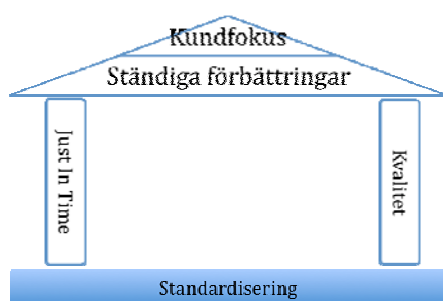 Kundfokus
Ständiga förbättringar
Just In Time
Kvalitet
Standardisering